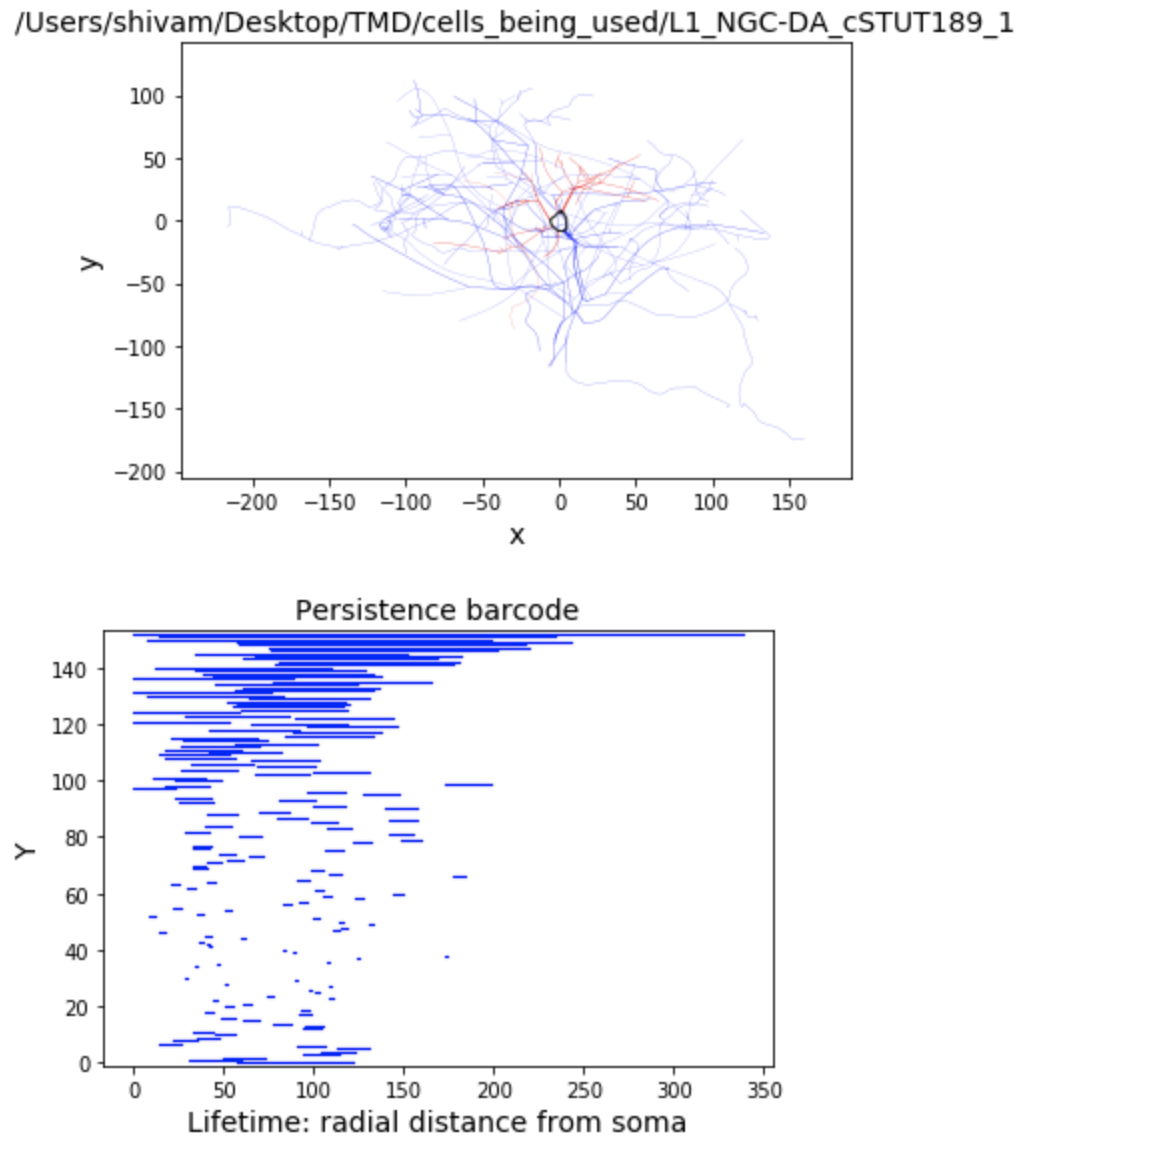 /Users/shivam/Desktop/TMD/cells_being_used/L1_NGC-DA_cSTUT189_1
100
50
0
−50
−100
−150
−200
y
−200 −150 −100 −50 0 50 100 150
x
Persistence barcode
140
120
100
80
60
40
20
0
Y
0 50 100 150 200 250 300 350
Lifetime: radial distance from soma